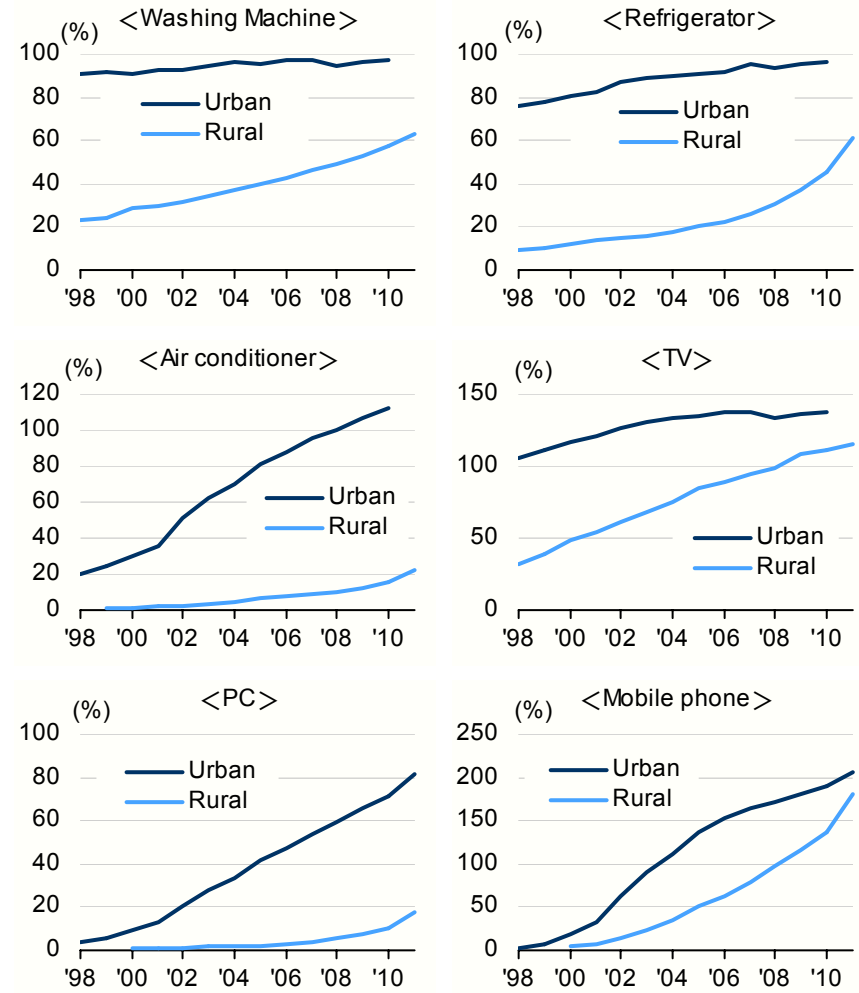 <Washing Machine>
(%)
100
80
60
40
20
0
Urban
Rural
'98 '00 '02 '04 '06 '08 '10
<Refrigerator>
(%)
100
80
60
40
20
0
Urban
Rural
'98 '00 '02 '04 '06 '08 '10
<Air conditioner>
(%)
120
100
80
60
40
20
0
Urban
Rural
'98 '00 '02 '04 '06 '08 '10
<TV>
(%)
150
100
50
0
Urban
Rural
'98 '00 '02 '04 '06 '08 '10
<PC>
(%)
100
80
60
40
20
0
Urban
Rural
'98 '00 '02 '04 '06 '08 '10
<Mobile phone>
(%)
250
200
150
100
50
0
Urban
Rural
'98 '00 '02 '04 '06 '08 '10